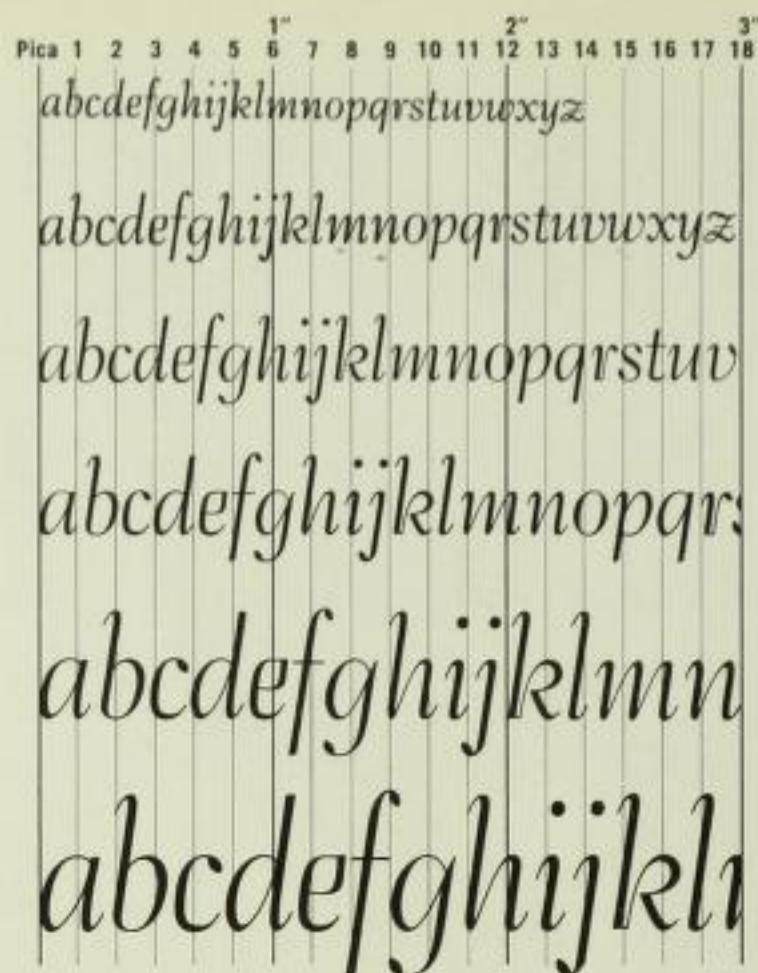 1" 2" 3"
Pica 1 2 3 4 5 6 7 8 9 10 11 12 13 14 15 16 17 18
abcdefghijklmnopqrstuvwxyz
abcdefghijklmnopqrstuvwxyz
abcdefghijklmnopqrstuv
abcdefghijklmnopqrs
abcdefghijklmn
abcdefghijkl